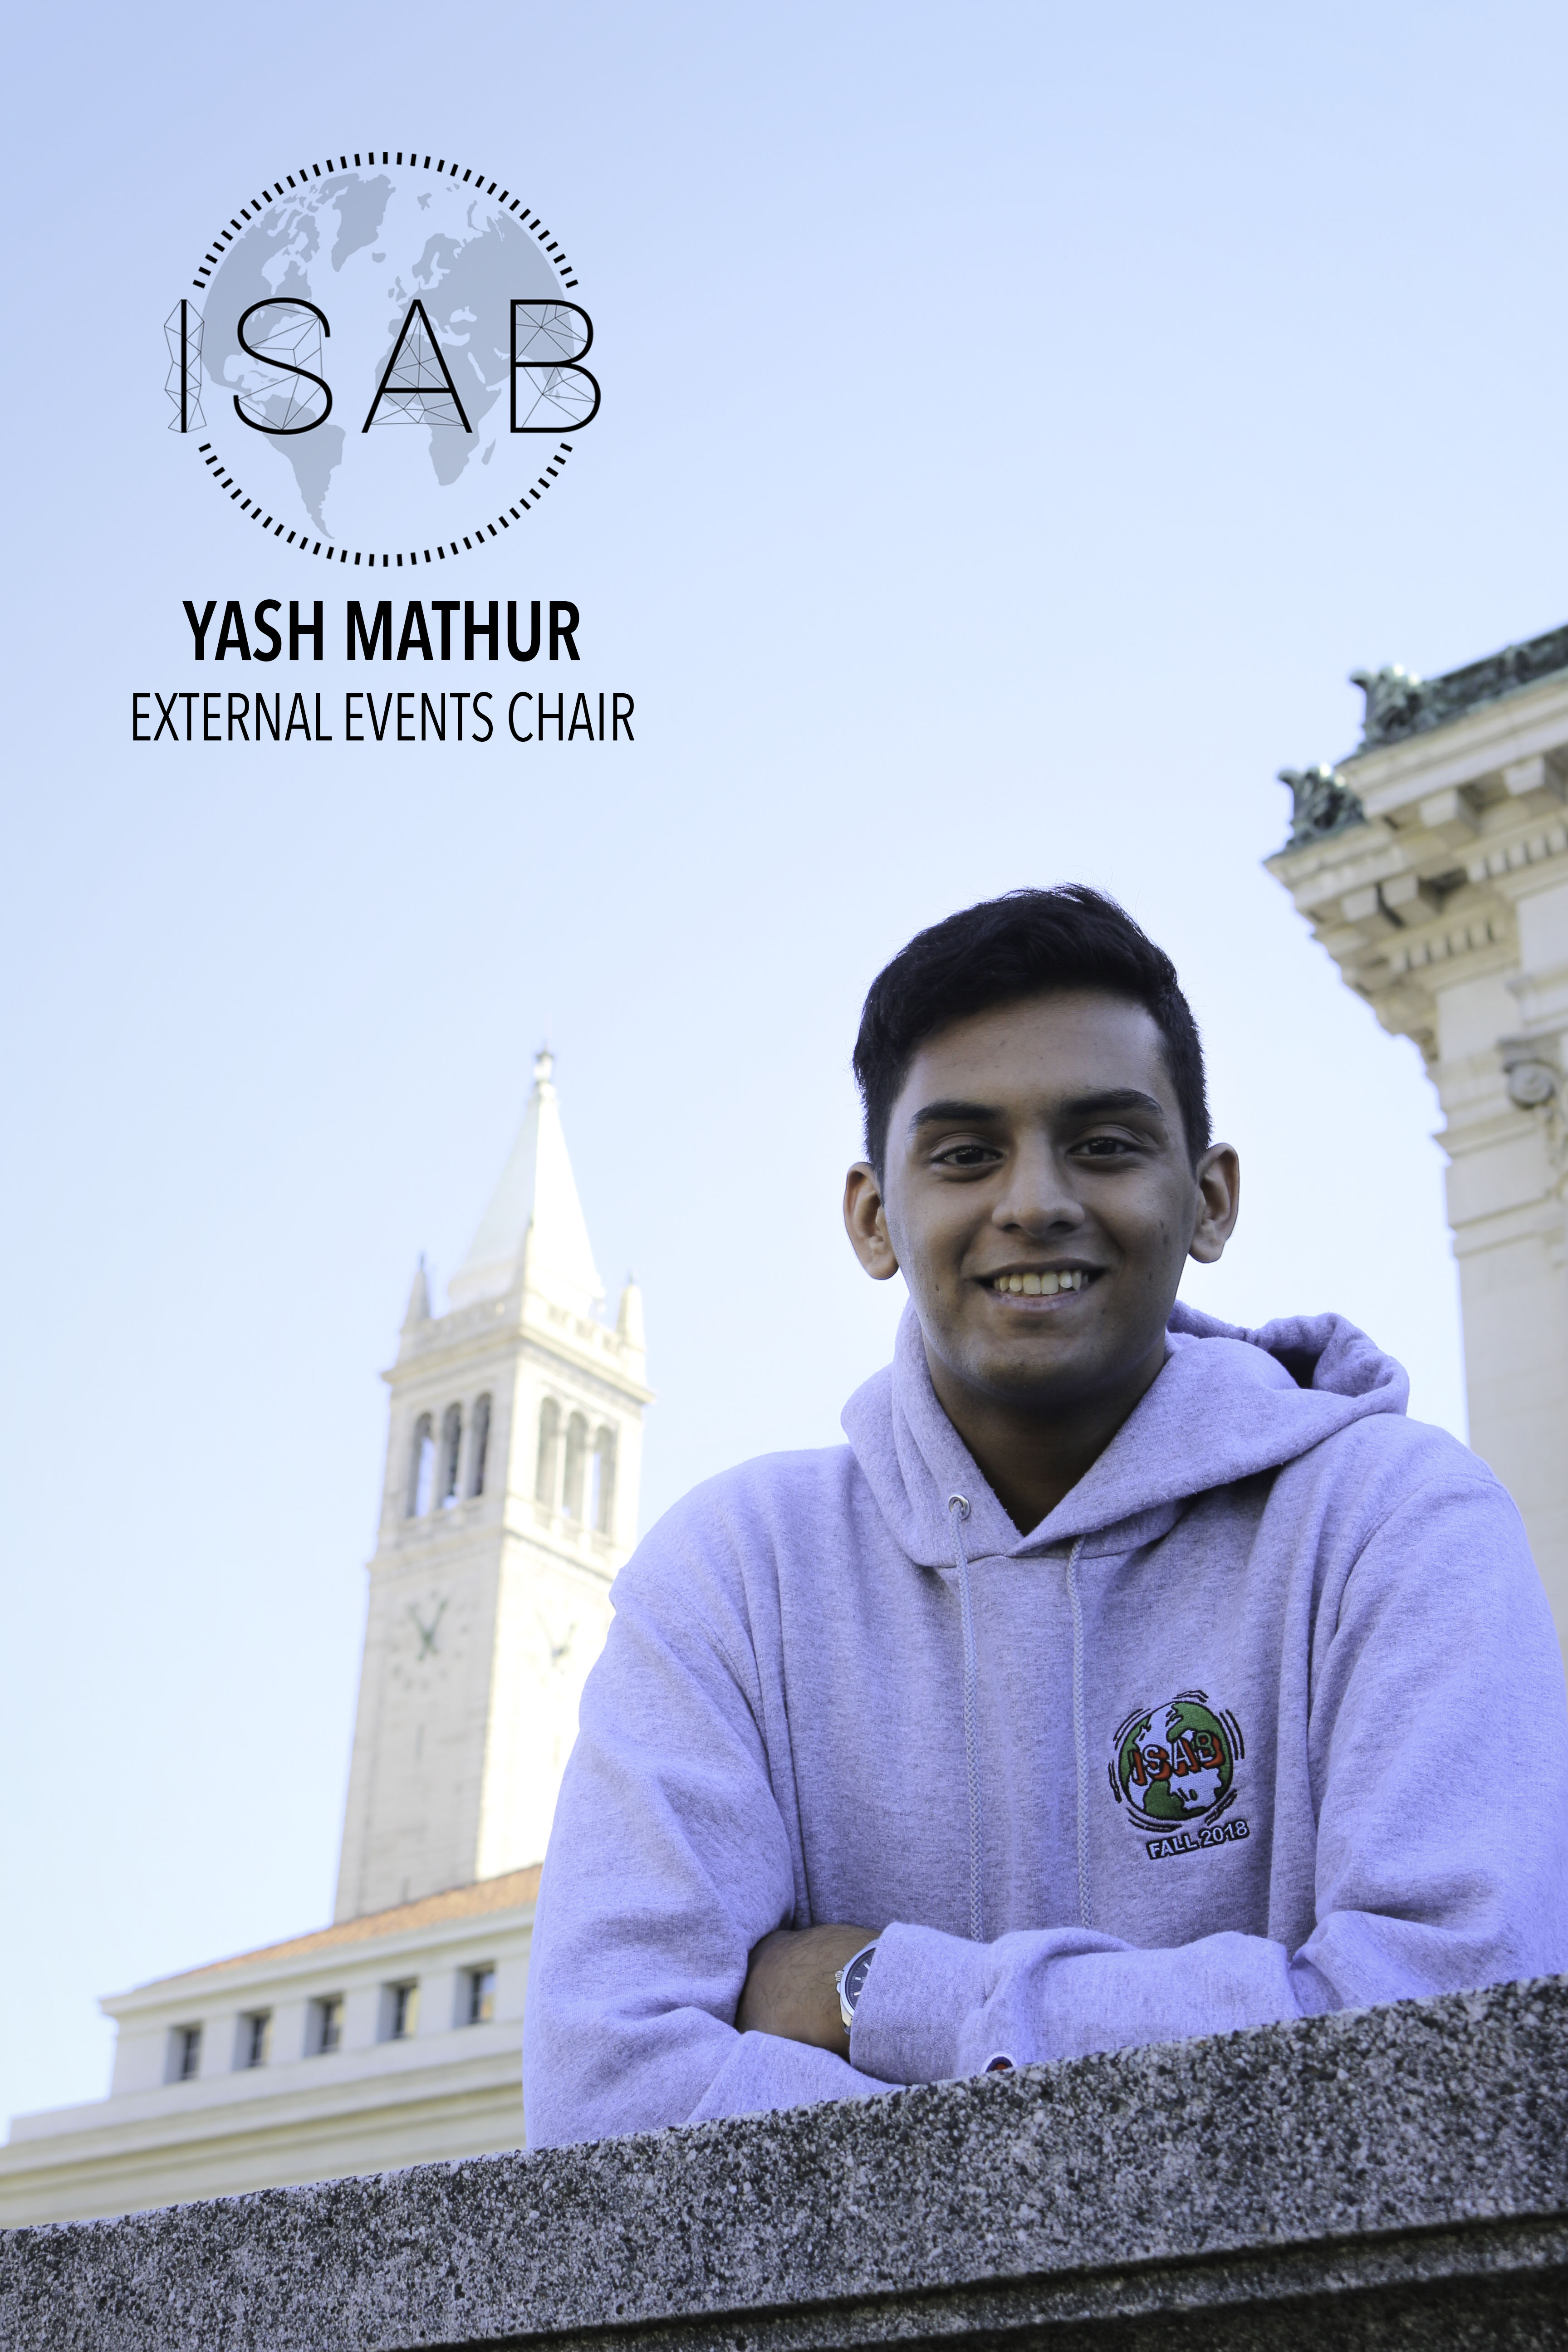 ISAB
YASH MATHUR
EXTERNAL EVENTS CHAIR
ISAB
FALL 2018